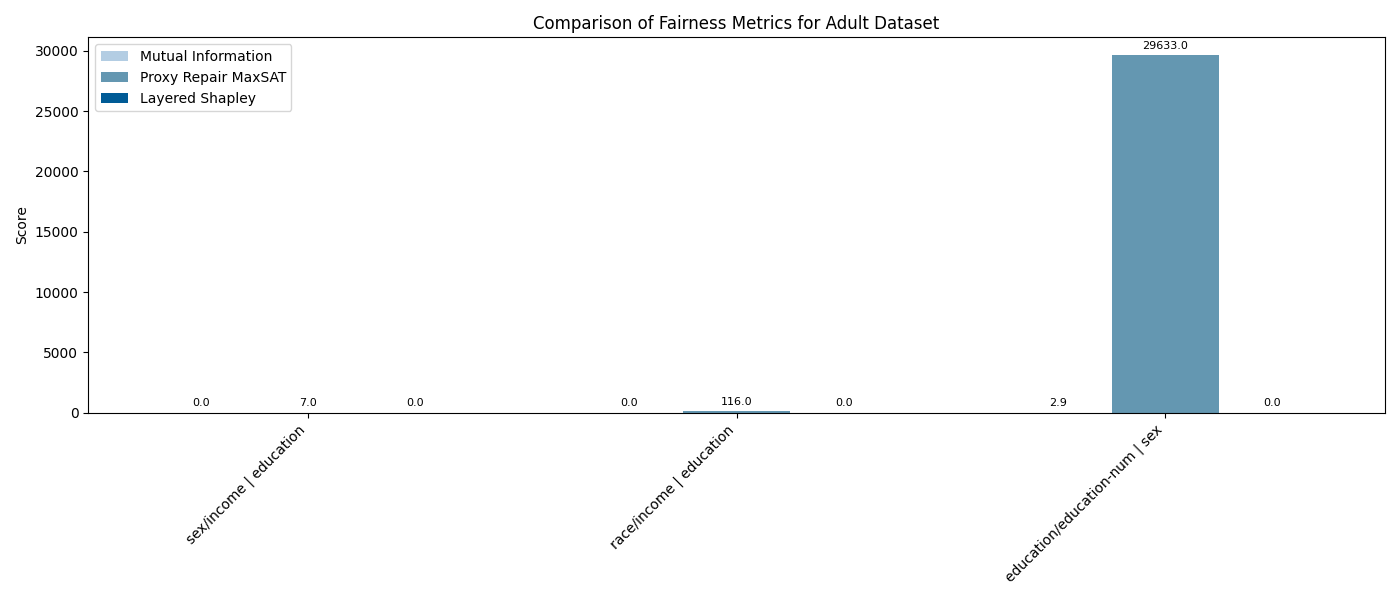 Comparison of Fairness Metrics for Adult Dataset
Mutual Information
Proxy Repair MaxSAT
Layered Shapley
Score
30000
25000
20000
15000
10000
5000
0
0.0
7.0
0.0
0.0
116.0
0.0
2.9
29633.0
0.0
sex/income | education
race/income | education
education/education-num | sex